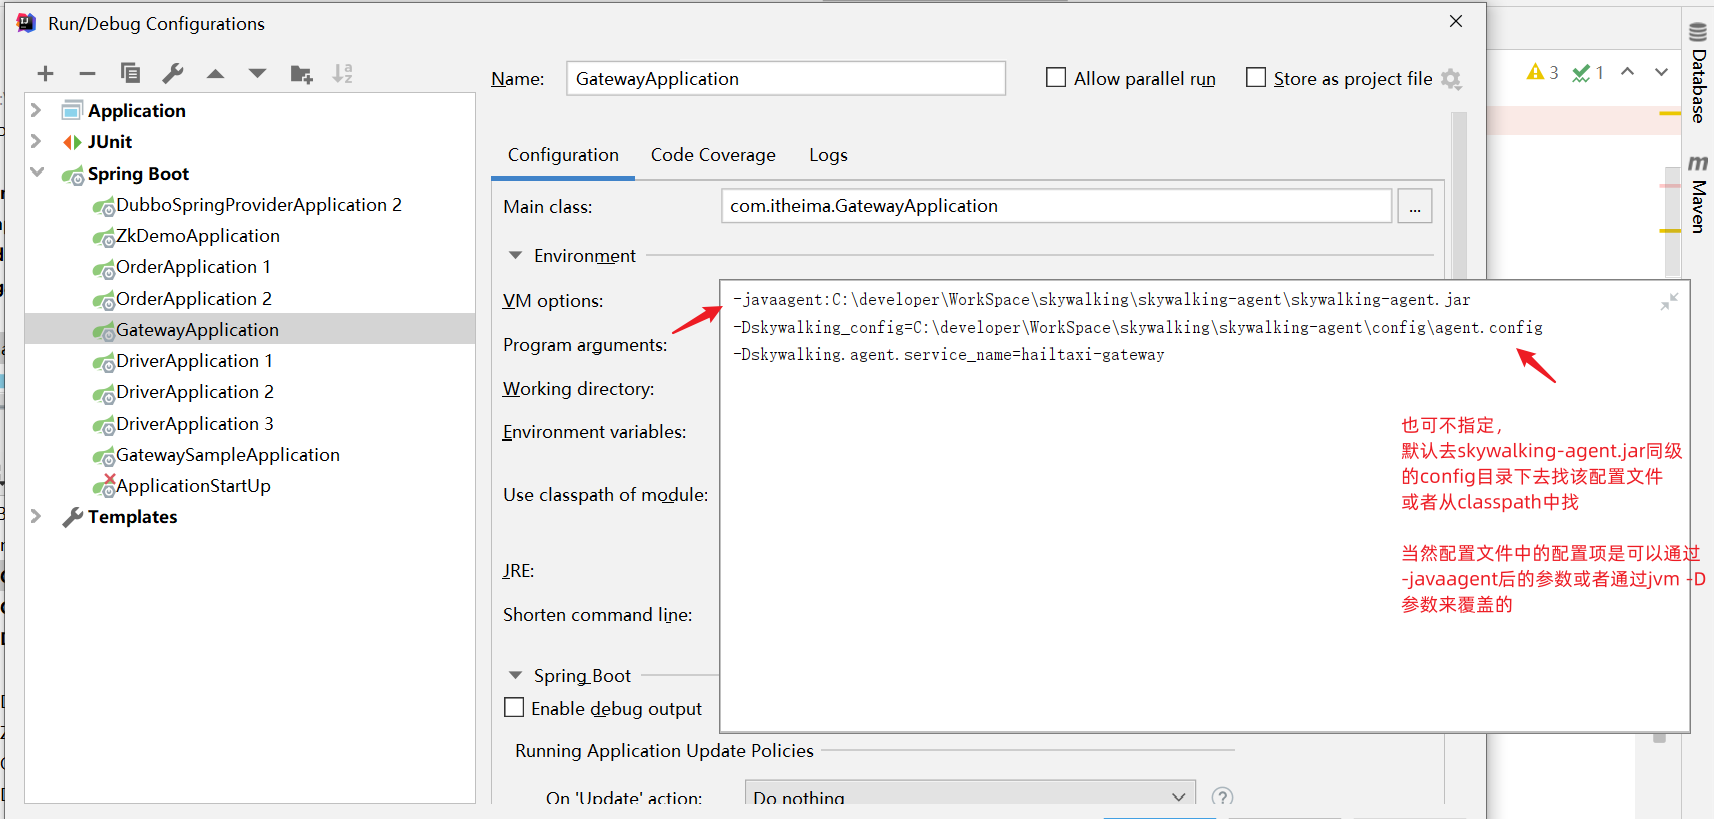 Run/Debug Configurations
Name:
GatewayApplication
Allow parallel run
Store as project file
3
1
Database
Maven
Application
JUnit
Spring Boot
DubboSpringProviderApplication 2
ZkDemoApplication
OrderApplication 1
OrderApplication 2
GatewayApplication
DriverApplication 1
DriverApplication 2
DriverApplication 3
GatewaySampleApplication
ApplicationStartUp
Templates
Configuration
Code Coverage
Logs
Main class:
com.itheima.GatewayApplication
...
Environment
VM options:
-javaagent:C:\developer\WorkSpace\skywalking\skywalking-agent\skywalking-agent.jar
-Dskywalking_config=C:\developer\WorkSpace\skywalking\skywalking-agent\config\agent.config
-Dskywalking.agent.service_name=hailtaxi-gateway
Program arguments:
Working directory:
Environment variables:
Use classpath of module:
JRE:
Shorten command line:
也可不指定，
默认去skywalking-agent.jar同级
的config目录下去找该配置文件
或者从classpath中找
当然配置文件中的配置项是可以通过
-javaagent后的参数或者通过jvm -D
参数来覆盖的
Spring Boot
Enable debug output
Running Application Update Policies
On 'Update' action:
Do nothing
?